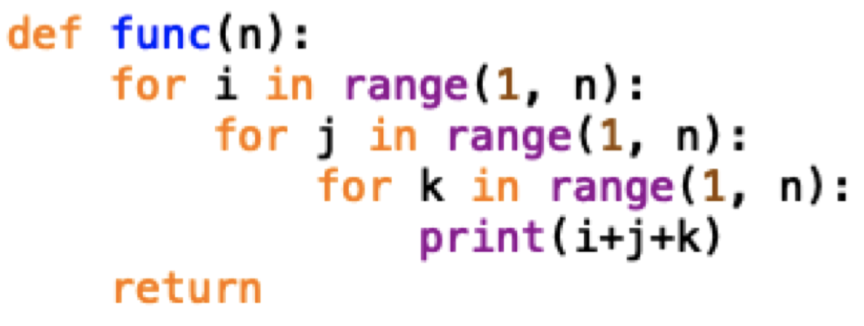 def func(n):
    for i in range(1, n):
        for j in range(1, n):
            for k in range(1, n):
                print(i+j+k)
    return